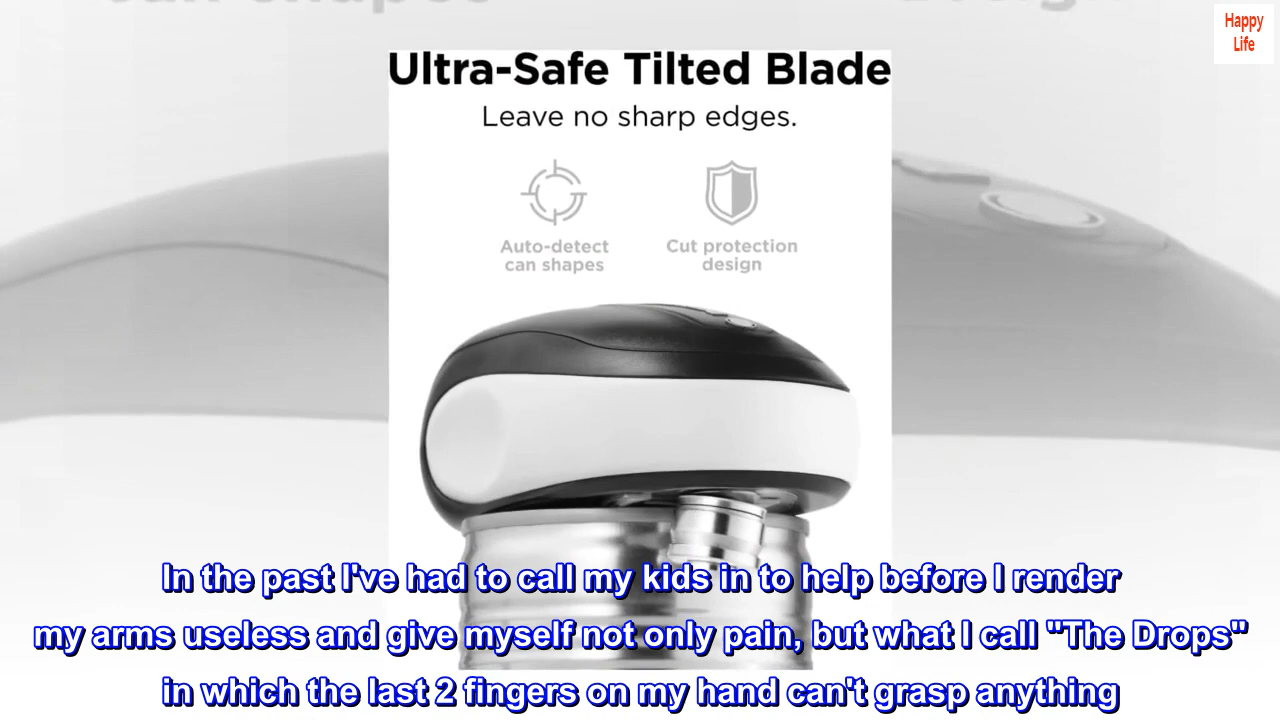 Happy
Life
Ultra-Safe Tilted Blade
Leave no sharp edges.
Auto-detect
can shapes
Cut protection
design
In the past I've had to call my kids in to help before I render
my arms useless and give myself not only pain, but what I call "The Drops"
in which the last 2 fingers on my hand can't grasp anything